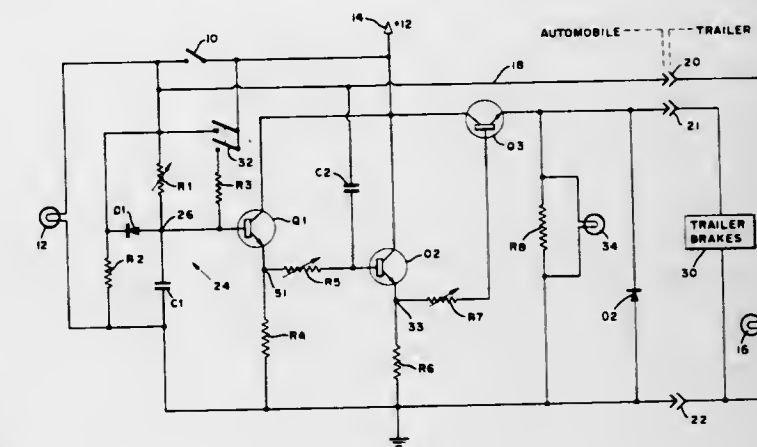 14
+12
10
AUTOMOBILE
TRAILER
18
20
21
Q3
32
C2
R1
R3
D1
26
Q1
12
R8
34
TRAILER
BRAKES
R2
02
30
24
51
R5
C1
R7
D2
33
16
R4
R6
22